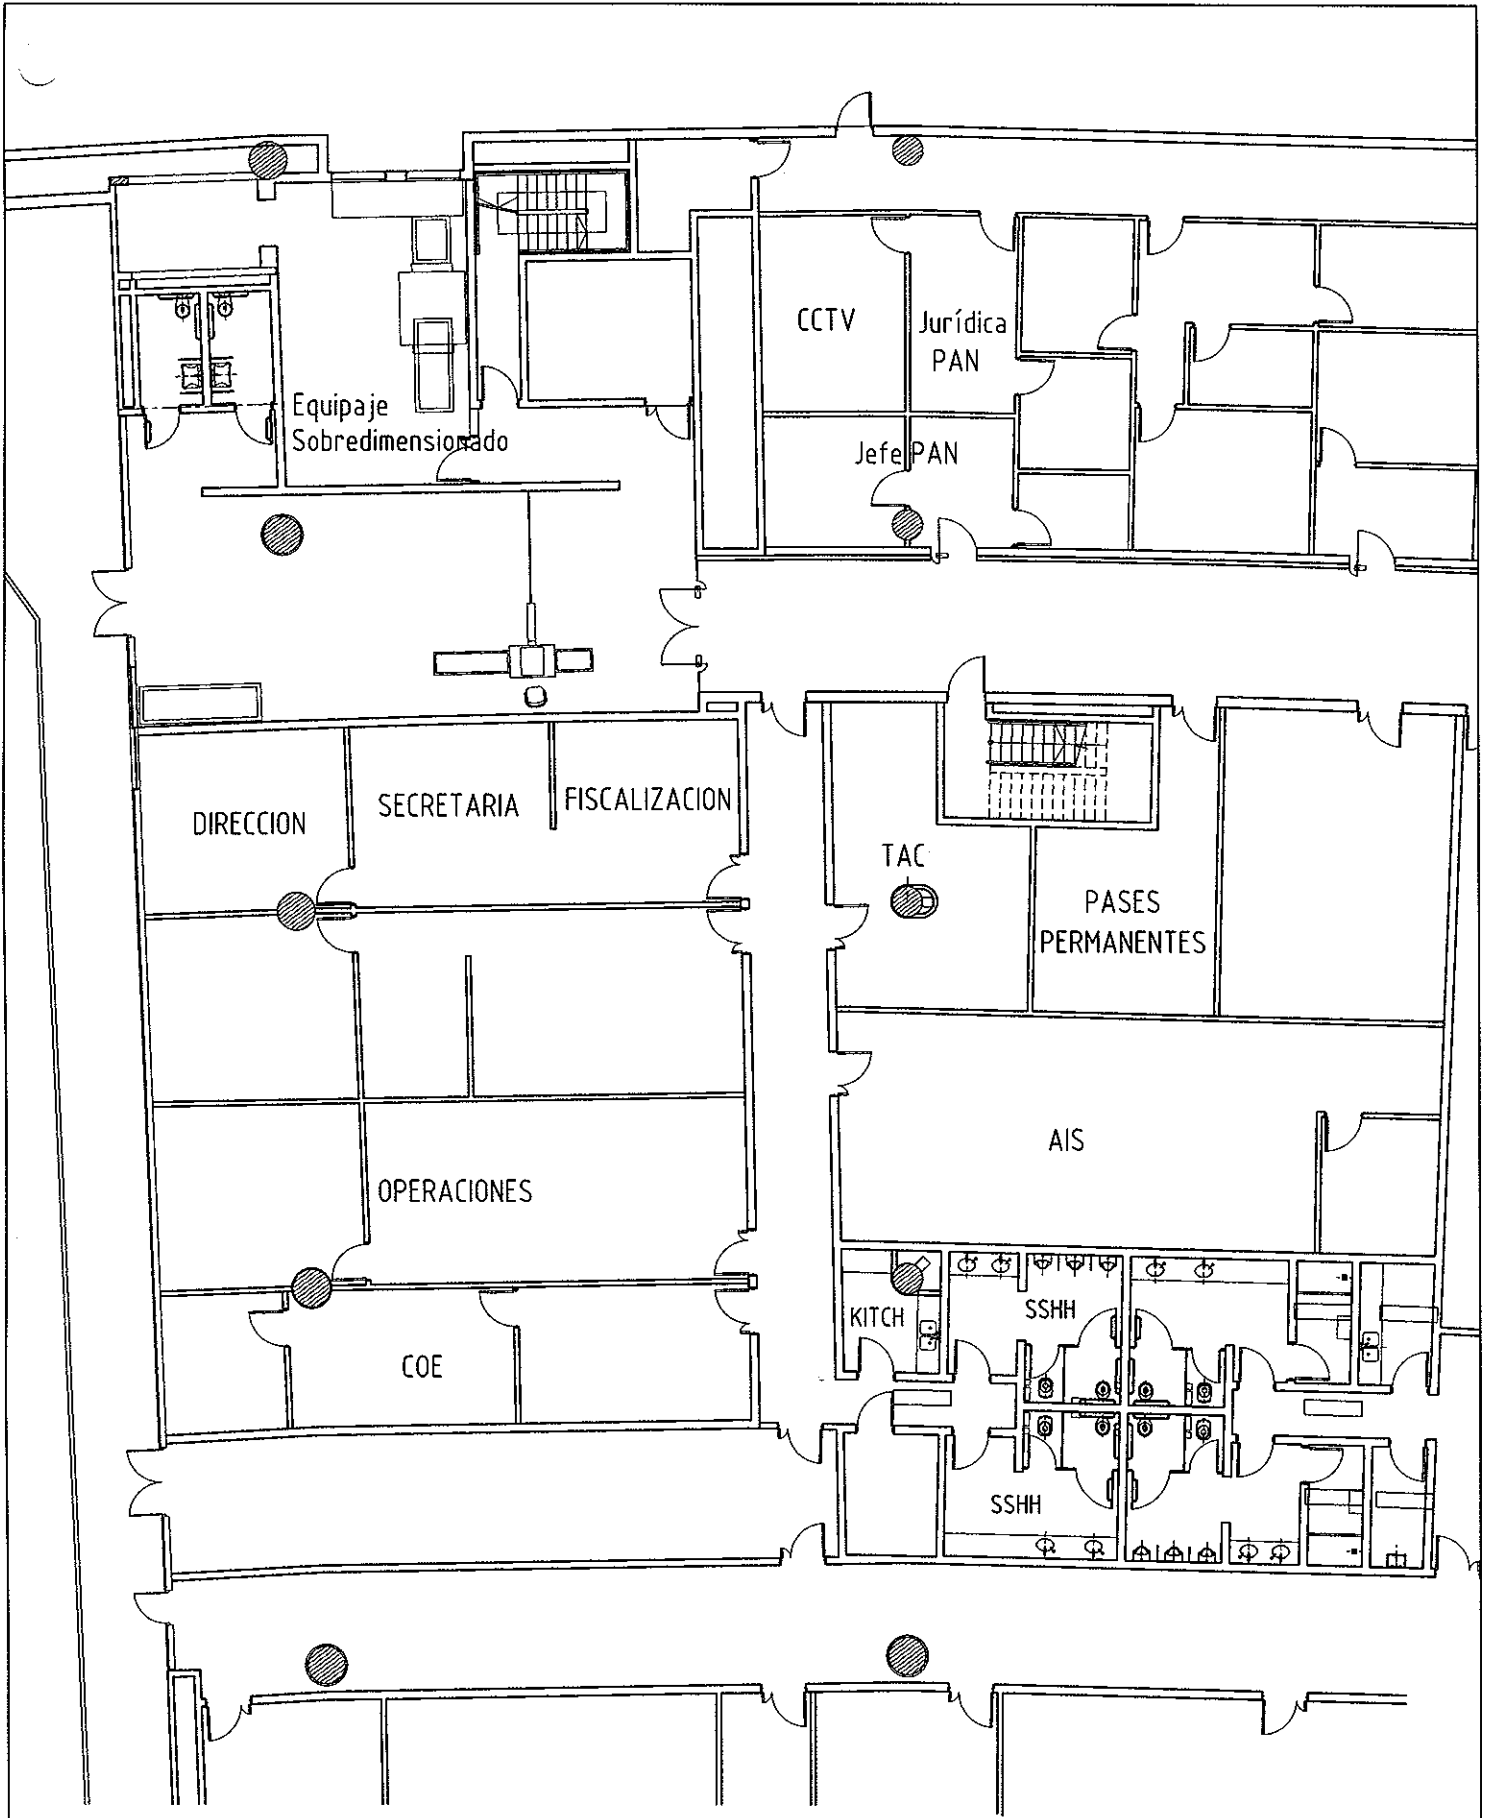 CCTV
Jurídica
PAN
Equipaje
Sobredimensionado
Jefe PAN
DIRECCION
SECRETARIA
FISCALIZACION
TAC
PASES
PERMANENTES
AIS
OPERACIONES
KITCH
SSHH
COE
SSHH